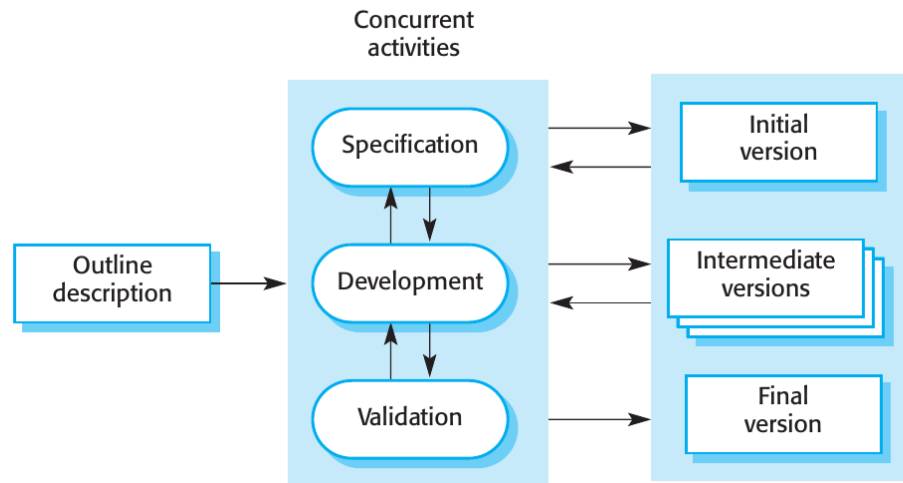 Concurrent
activities
Specification
Initial
version
Outline
description
Development
Intermediate
versions
Validation
Final
version